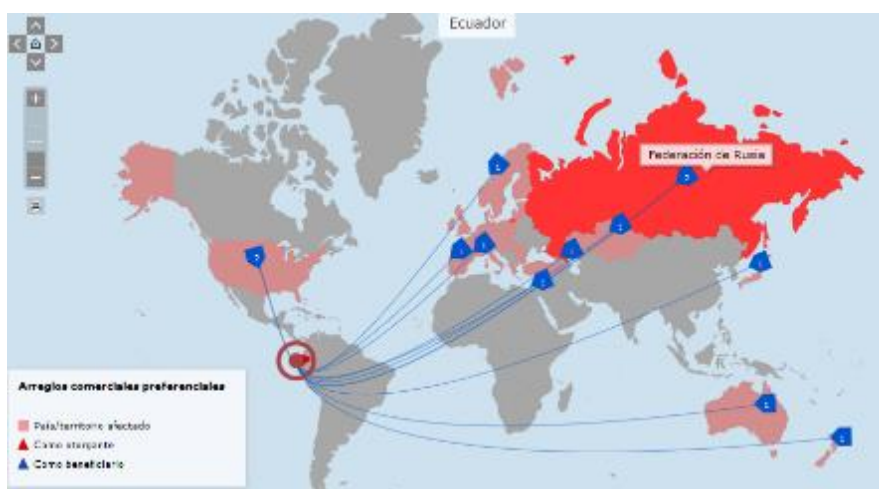 Ecuador
Federación de Rusia
Arreglos comerciales preferenciales
País/territorio afectado
Como otorgante
Como beneficiario